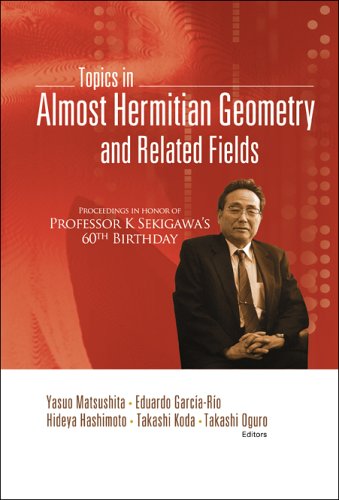 Topics in
Almost Hermitian Geometry
and Related Fields
Proceedings in honor of
Professor K Sekigawa's
60th Birthday
Yasuo Matsushita · Eduardo García-Río
Hideya Hashimoto · Takashi Koda · Takashi Oguro
Editors